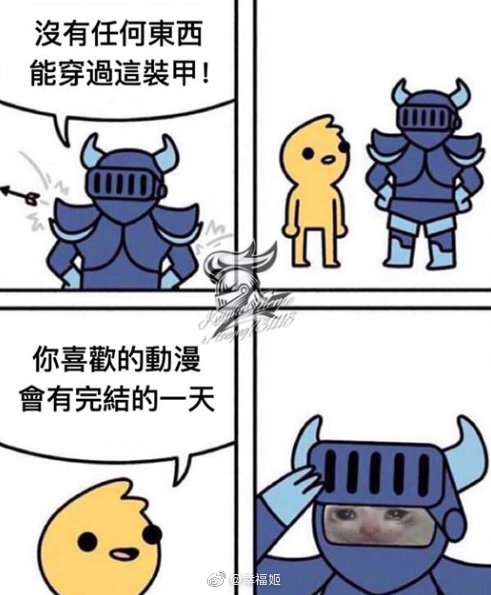 沒有任何東西
能穿過這裝甲!
你喜歡的動漫
會有完結的一天
@幸福姬